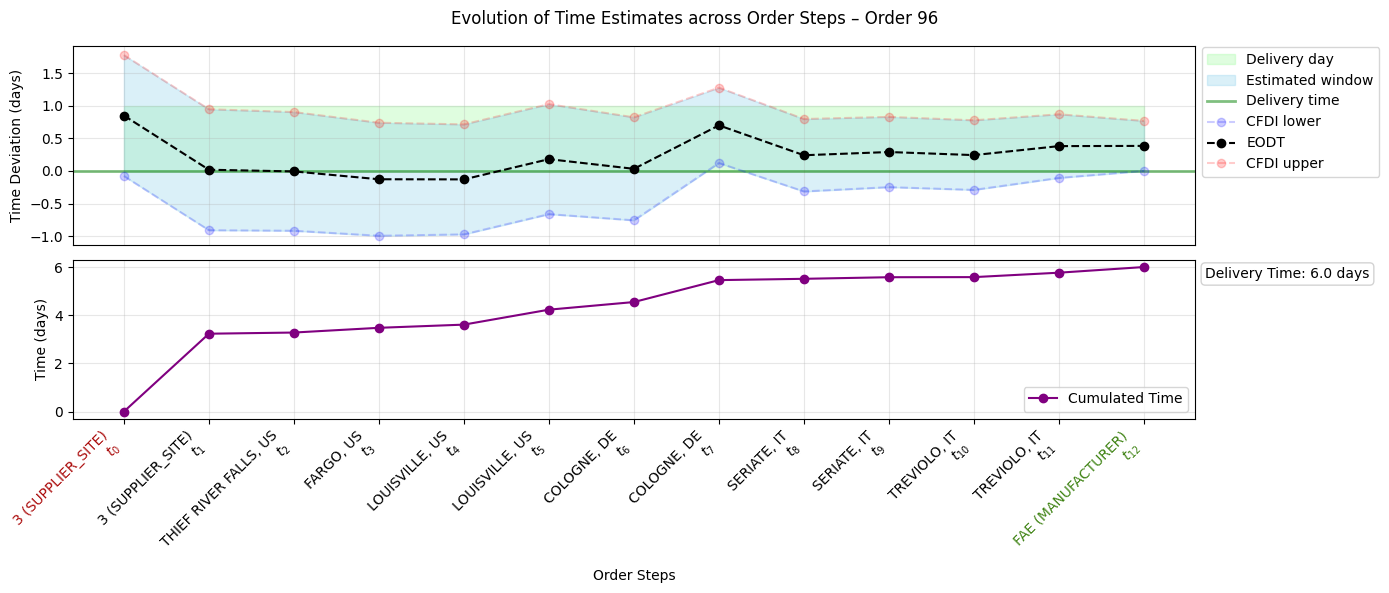 Evolution of Time Estimates across Order Steps – Order 96
Time Deviation (days)
1.5
1.0
0.5
0.0
−0.5
−1.0
Delivery day
Estimated window
Delivery time
CFDI lower
EODT
CFDI upper
Time (days)
6
4
2
0
Delivery Time: 6.0 days
Cumulated Time
3 (SUPPLIER_SITE)
t0
3 (SUPPLIER_SITE)
t1
THIEF RIVER FALLS, US
t2
FARGO, US
t3
LOUISVILLE, US
t4
LOUISVILLE, US
t5
COLOGNE, DE
t6
COLOGNE, DE
t7
SERIATE, IT
t8
SERIATE, IT
t9
TREVIOLO, IT
t10
TREVIOLO, IT
t11
FAE (MANUFACTURER)
t12
Order Steps